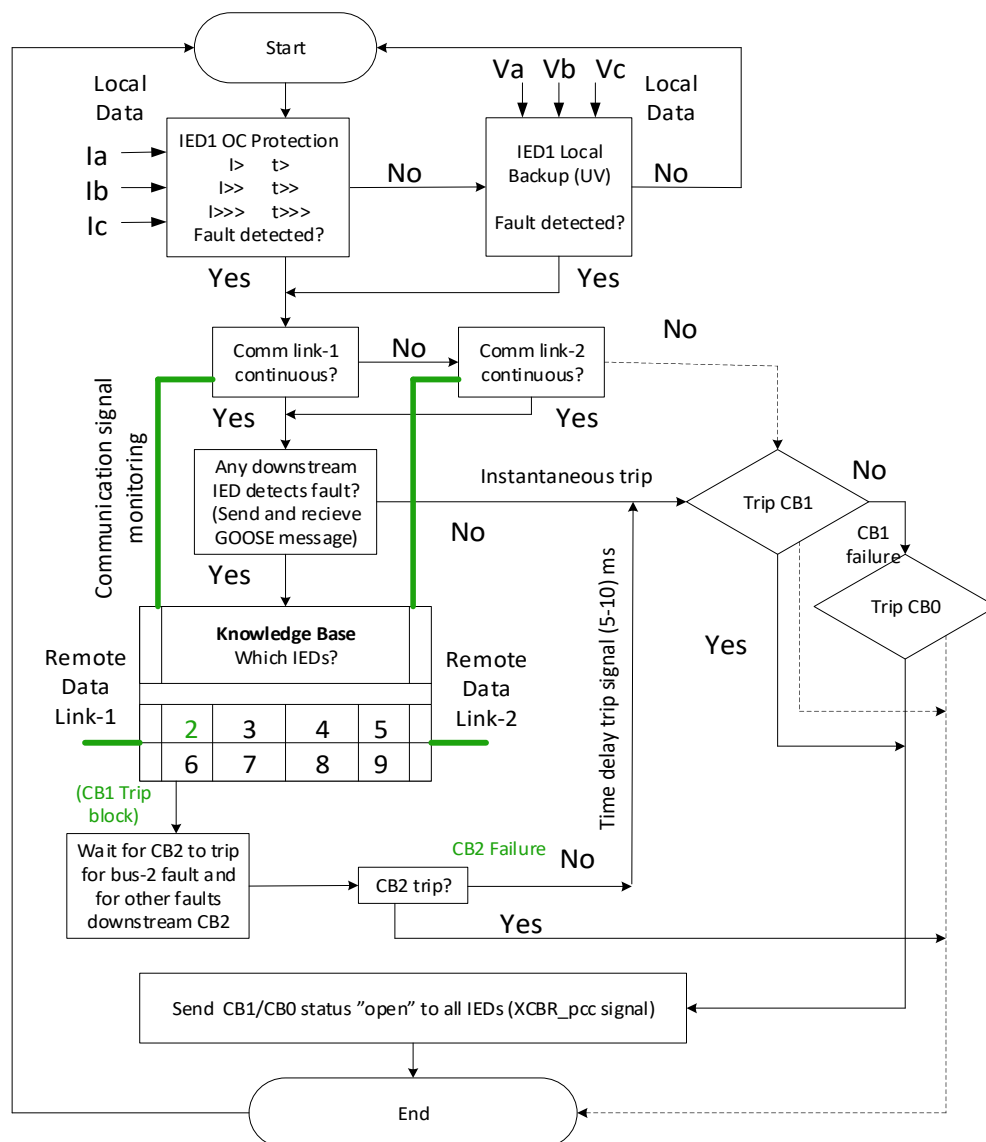 Start
Va Vb Vc
Local
Data
Local
Data
Ia
Ib
Ic
IED1 OC Protection
I> t>
I>> t>>
I>>> t>>>
Fault detected?
No
IED1 Local
Backup (UV)
Fault detected?
No
Yes
Yes
Comm link-1
continuous?
No
Comm link-2
continuous?
No
Yes
Yes
Communication signal
monitoring
Any downstream
IED detects fault?
(Send and recieve
GOOSE message)
Instantaneous trip
No
Yes
Trip CB1
No
CB1
failure
Trip CB0
Yes
Knowledge Base
Which IEDs?
Remote
Data
Link-1
Remote
Data
Link-2
2 3 4 5
6 7 8 9
Time delay trip signal (5-10) ms
(CB1 Trip
block)
Wait for CB2 to trip
for bus-2 fault and
for other faults
downstream CB2
CB2 trip?
CB2 Failure
No
Yes
Send CB1/CB0 status ”open” to all IEDs (XCBR_pcc signal)
End